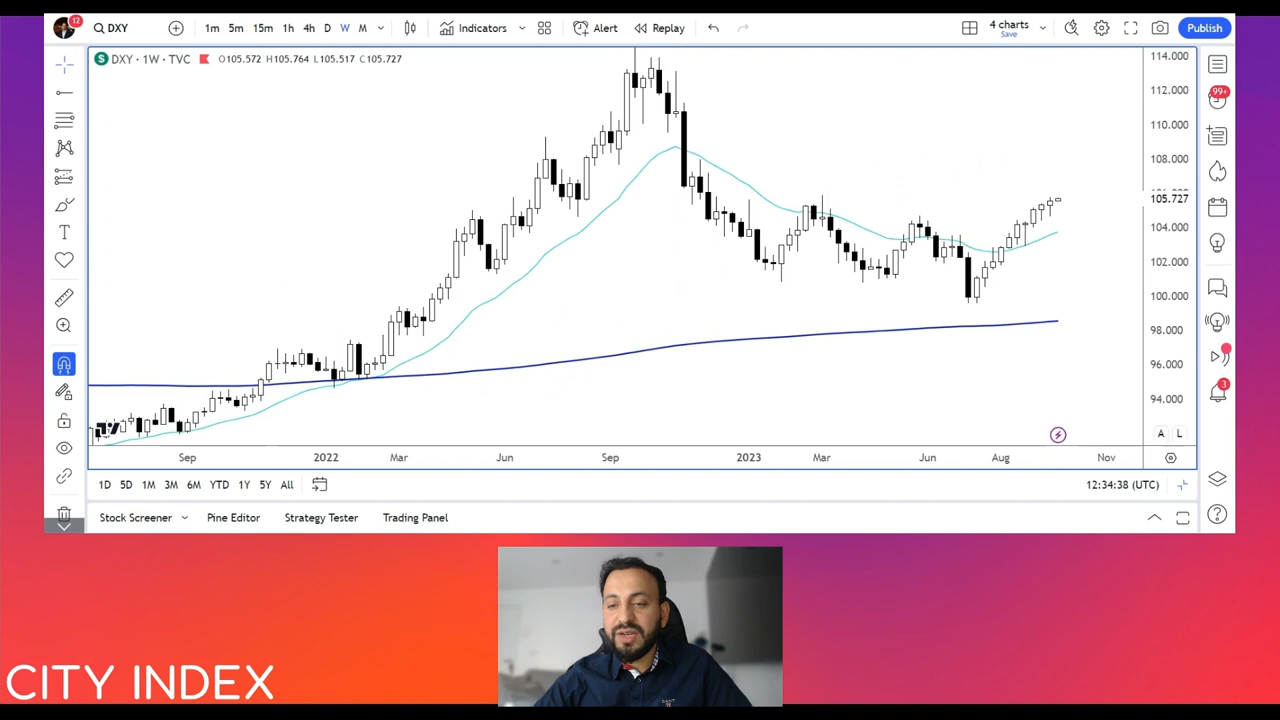 12
DXY
1m 5m 15m 1h 4h D W M
Indicators
Alert
Replay
4 charts
Save
Publish
S DXY · 1W · TVC O105.572 H105.764 L105.517 C105.727
114.000
112.000
110.000
108.000
105.727
104.000
102.000
100.000
98.000
96.000
94.000
A L
Sep 2022 Mar Jun Sep 2023 Mar Jun Aug Nov
1D 5D 1M 3M 6M YTD 1Y 5Y All
12:34:38 (UTC)
Stock Screener Pine Editor Strategy Tester Trading Panel
99+
3
CITY INDEX